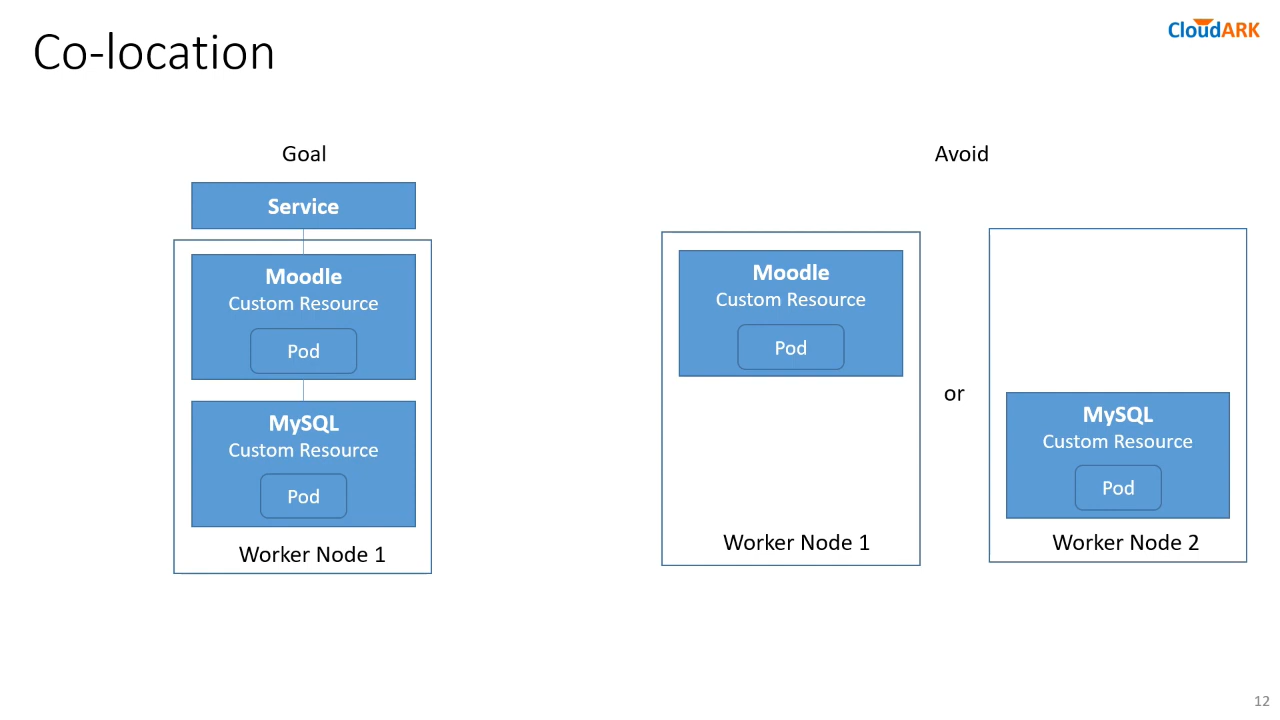 Co-location
CloudARK
Goal
Service
Moodle
Custom Resource
Pod
MySQL
Custom Resource
Pod
Worker Node 1
Avoid
Moodle
Custom Resource
Pod
Worker Node 1
or
MySQL
Custom Resource
Pod
Worker Node 2
12